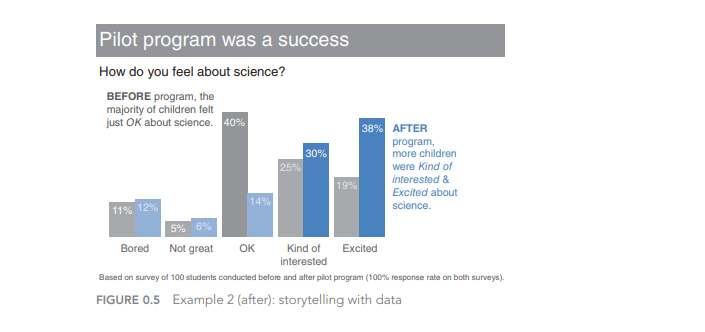 Pilot program was a success
How do you feel about science?
BEFORE program, the
majority of children felt
just OK about science.
40%
38%
AFTER
program,
more children
were Kind of
interested &
Excited about
science.
30%
25%
19%
14%
11%
12%
5%
6%
Bored
Not great
OK
Kind of
interested
Excited
Based on survey of 100 students conducted before and after pilot program (100% response rate on both surveys).
FIGURE 0.5 Example 2 (after): storytelling with data